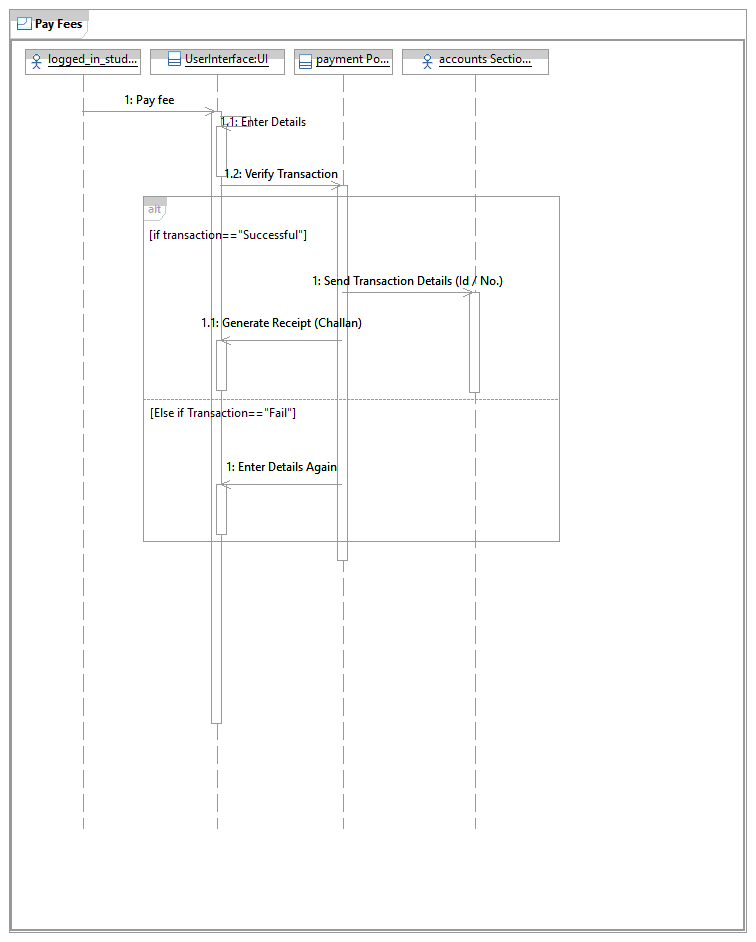 Pay Fees
logged_in_stud...
UserInterface:UI
payment Po...
accounts Sectio...
1: Pay fee
1.1: Enter Details
1.2: Verify Transaction
alt
[if transaction=="Successful"]
1: Send Transaction Details (Id / No.)
1.1: Generate Receipt (Challan)
[Else if Transaction=="Fail"]
1: Enter Details Again